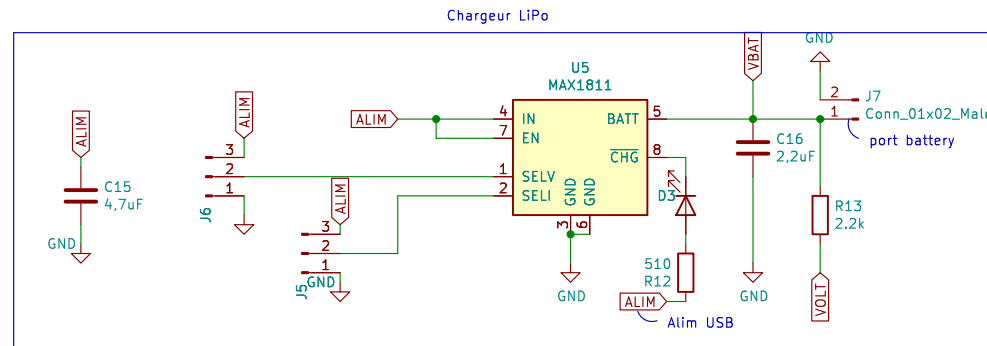 Chargeur LiPo
ALIM
C15
4,7uF
GND
ALIM
3
2
1
J6
ALIM
3
2
1
J5
GND
ALIM
U5
MAX1811
4 IN
7 EN
1 SELV
2 SELI
BATT 5
CHG 8
GND
GND
3
6
GND
D3
510
R12
ALIM
Alim USB
VBAT
C16
2,2uF
GND
GND
2
1
J7
Conn_01x02_Male
port battery
R13
2.2k
VOLT